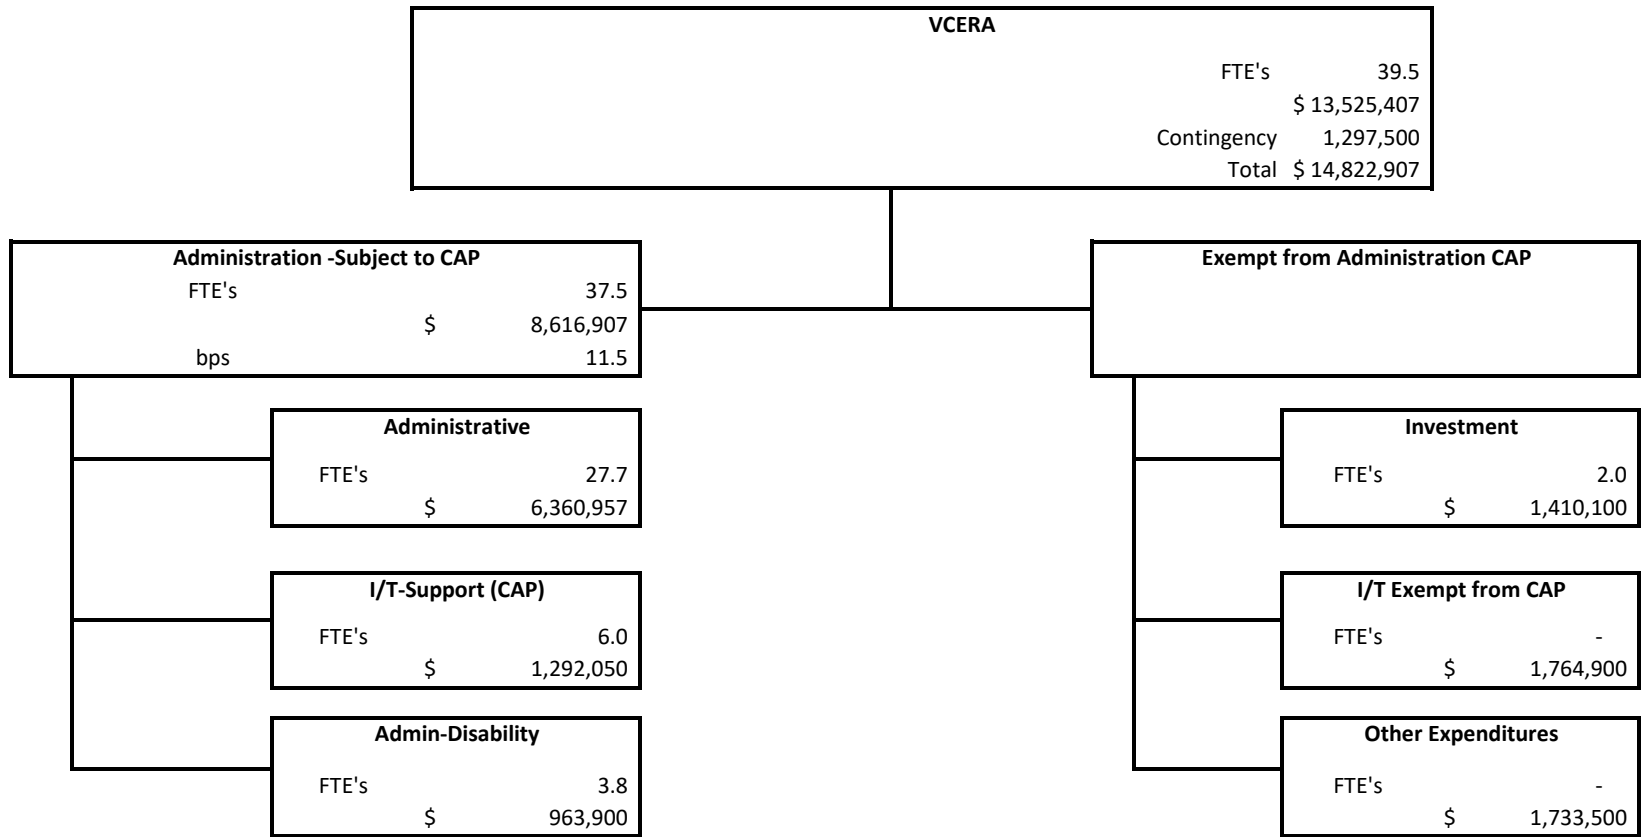 VCERA
FTE's 39.5
$ 13,525,407
Contingency 1,297,500
Total $ 14,822,907
Administration -Subject to CAP
FTE's 37.5
$ 8,616,907
bps 11.5
Exempt from Administration CAP
Administrative
FTE's 27.7
$ 6,360,957
Investment
FTE's 2.0
$ 1,410,100
I/T-Support (CAP)
FTE's 6.0
$ 1,292,050
I/T Exempt from CAP
FTE's -
$ 1,764,900
Admin-Disability
FTE's 3.8
$ 963,900
Other Expenditures
FTE's -
$ 1,733,500